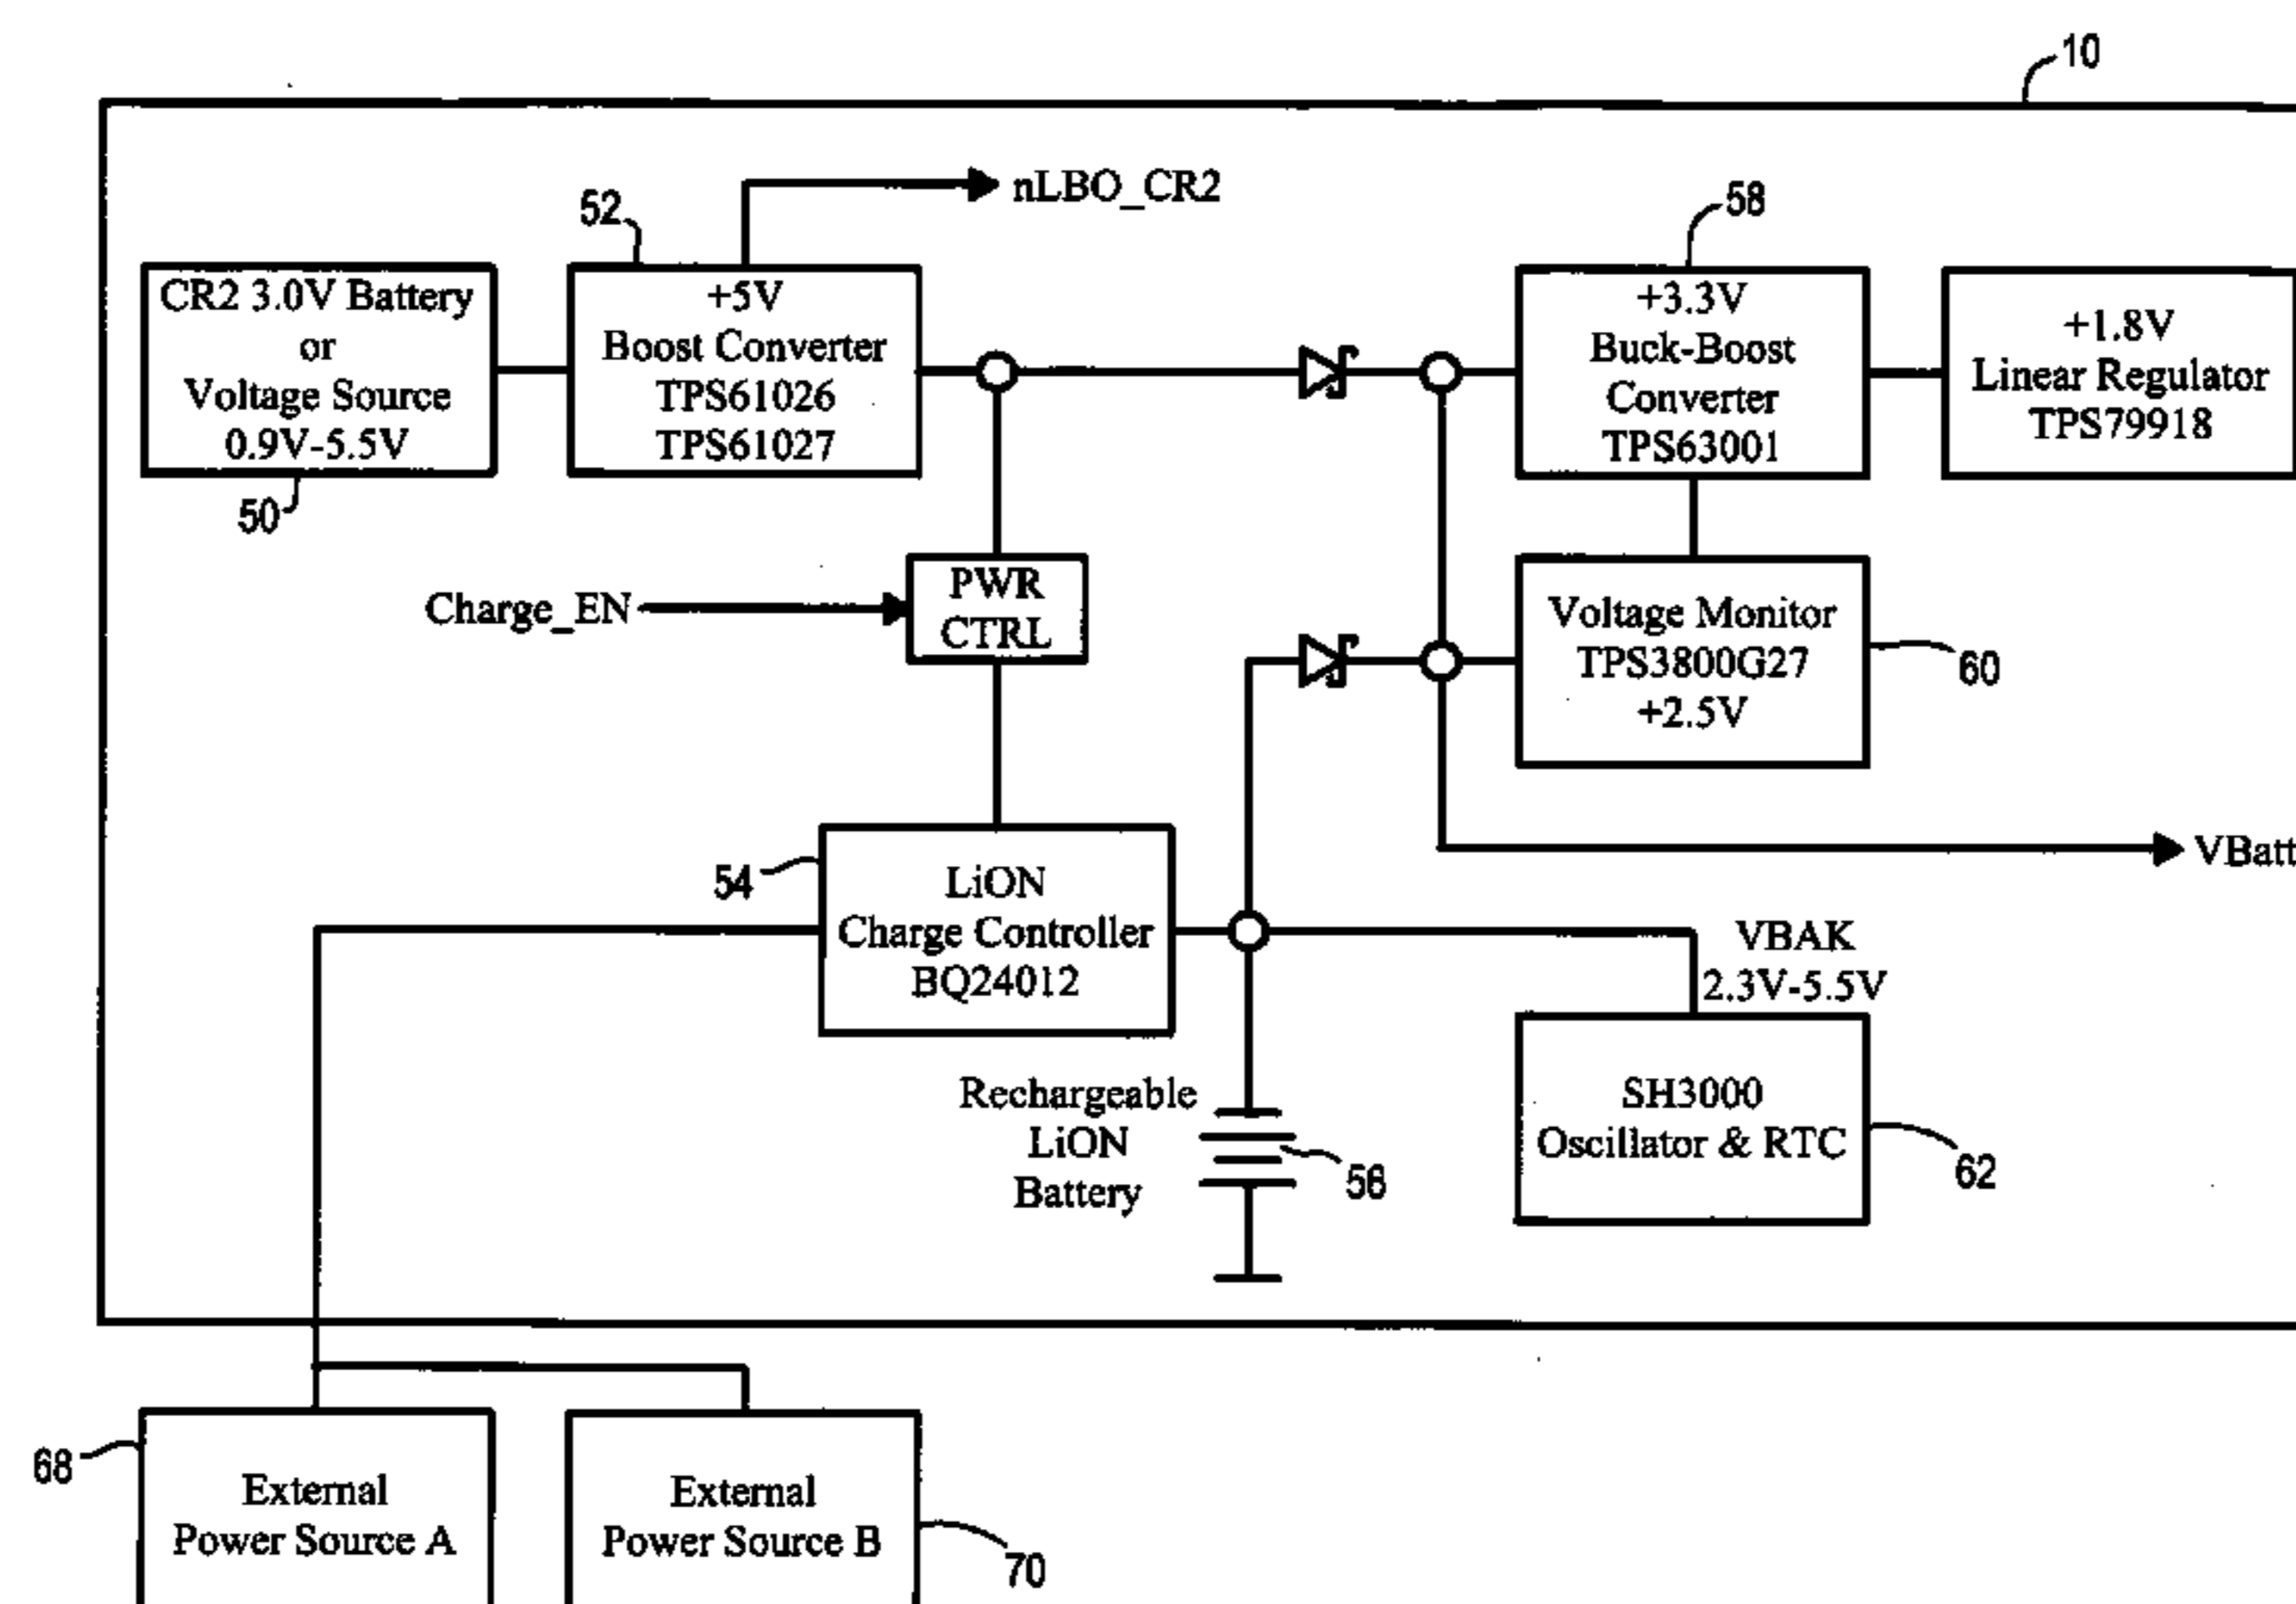 10
nLBO_CR2
52
58
CR2 3.0V Battery
or
Voltage Source
0.9V-5.5V
50
+5V
Boost Converter
TPS61026
TPS61027
+3.3V
Buck-Boost
Converter
TPS63001
+1.8V
Linear Regulator
TPS79918
Charge_EN
PWR
CTRL
Voltage Monitor
TPS3800G27
+2.5V
60
VBatt
54
LiON
Charge Controller
BQ24012
VBAK
2.3V-5.5V
Rechargeable
LiON
Battery
56
SH3000
Oscillator & RTC
62
68
External
Power Source A
External
Power Source B
70